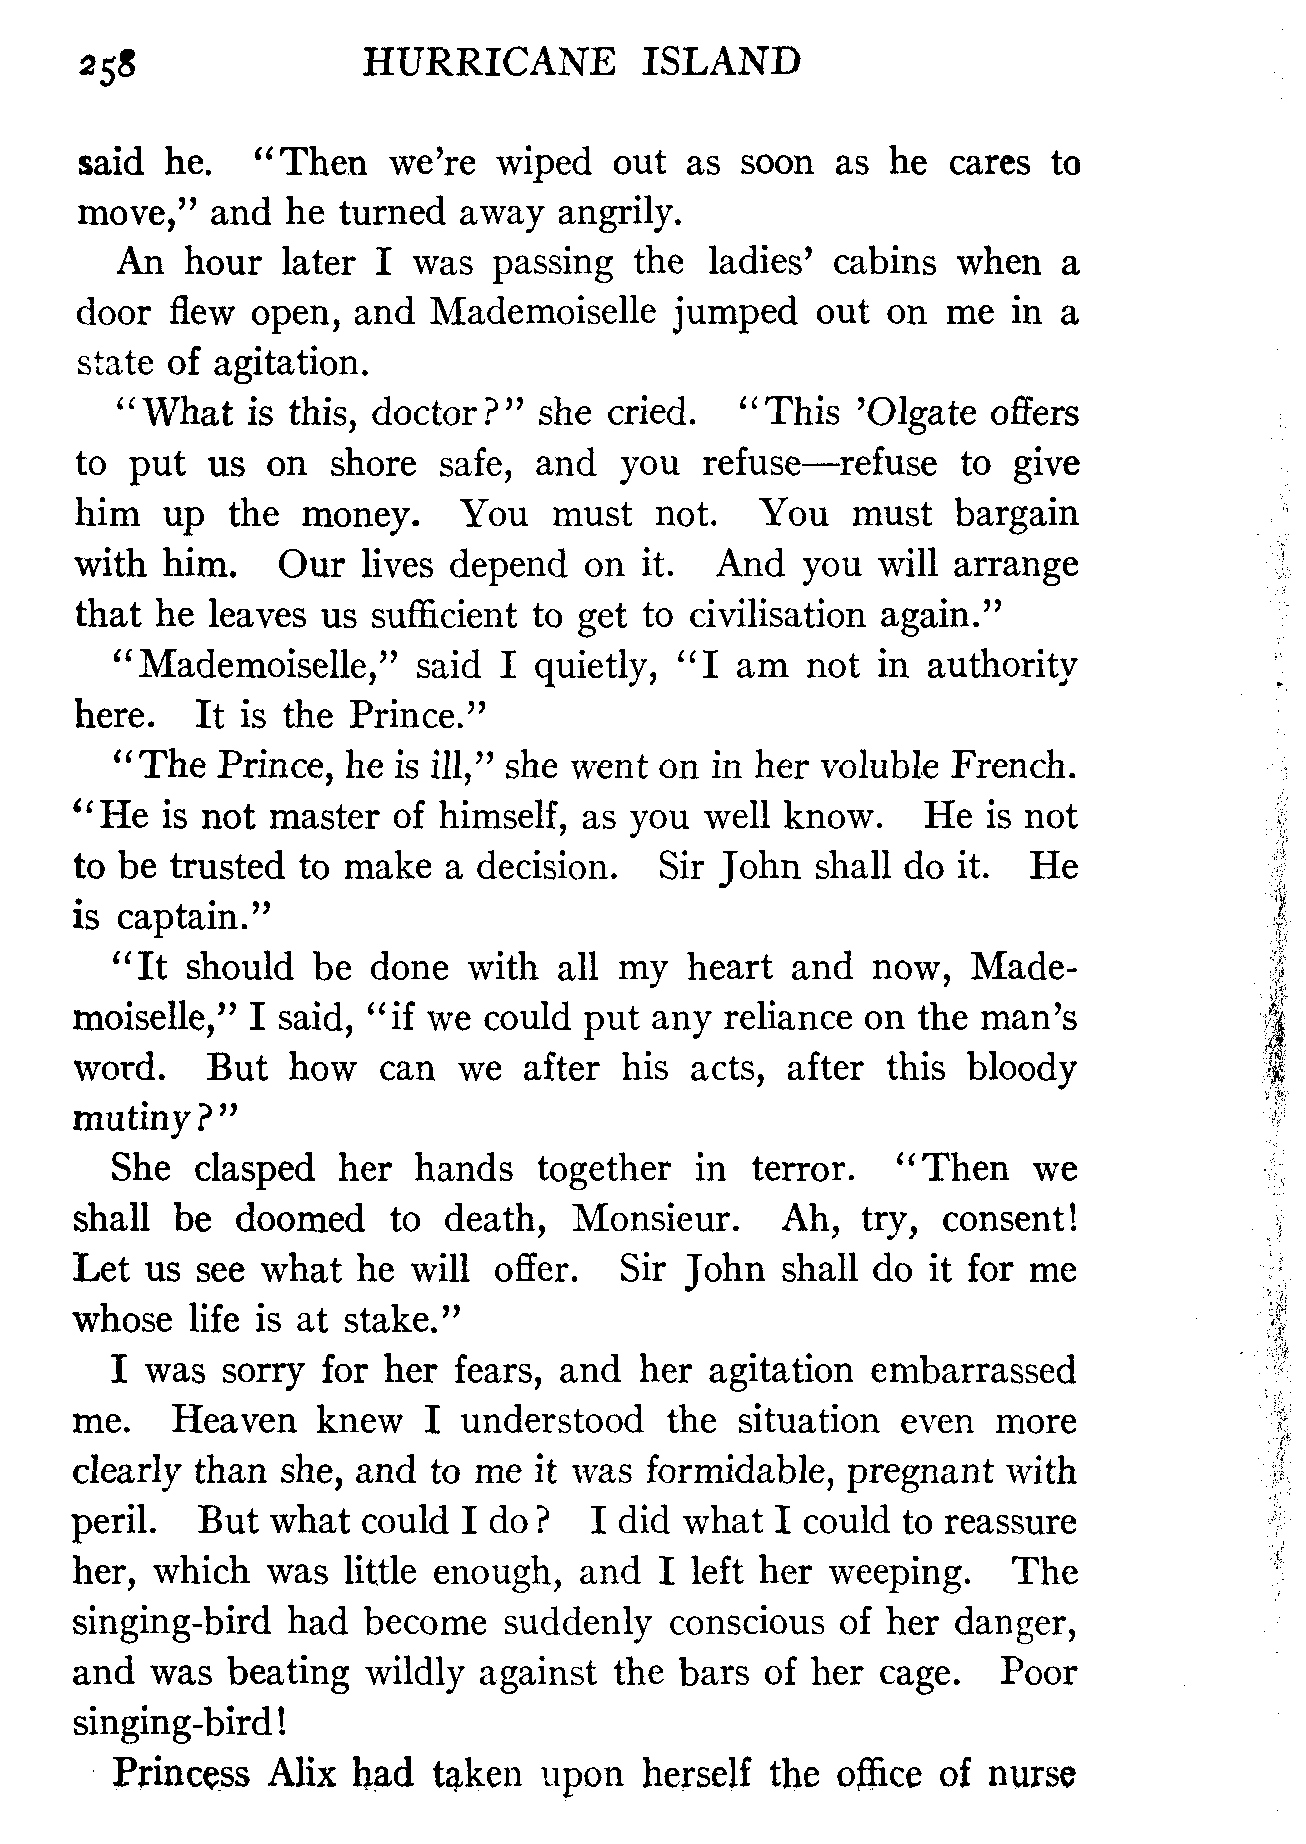 258 HURRICANE ISLAND
said he. "Then we're wiped out as soon as he cares to
move," and he turned away angrily.
An hour later I was passing the ladies' cabins when a
door flew open, and Mademoiselle jumped out on me in a
state of agitation.
"What is this, doctor?" she cried. "This 'Olgate offers
to put us on shore safe, and you refuse—refuse to give
him up the money. You must not. You must bargain
with him. Our lives depend on it. And you will arrange
that he leaves us sufficient to get to civilisation again."
"Mademoiselle," said I quietly, "I am not in authority
here. It is the Prince."
"The Prince, he is ill," she went on in her voluble French.
"He is not master of himself, as you well know. He is not
to be trusted to make a decision. Sir John shall do it. He
is captain."
"It should be done with all my heart and now, Made-
moiselle," I said, "if we could put any reliance on the man's
word. But how can we after his acts, after this bloody
mutiny?"
She clasped her hands together in terror. "Then we
shall be doomed to death, Monsieur. Ah, try, consent!
Let us see what he will offer. Sir John shall do it for me
whose life is at stake."
I was sorry for her fears, and her agitation embarrassed
me. Heaven knew I understood the situation even more
clearly than she, and to me it was formidable, pregnant with
peril. But what could I do? I did what I could to reassure
her, which was little enough, and I left her weeping. The
singing-bird had become suddenly conscious of her danger,
and was beating wildly against the bars of her cage. Poor
singing-bird!
Princess Alix had taken upon herself the office of nurse